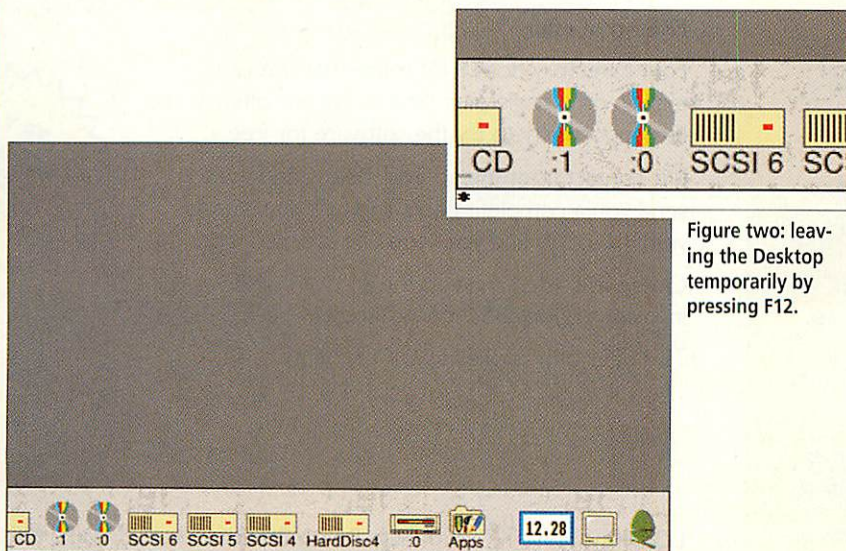 CD :1 :0 SCSI 6 SC
*
Figure two: leav-
ing the Desktop
temporarily by
pressing F12.
12.28
CD :1 :0 SCSI 6 SCSI 5 SCSI 4 HardDisc4 :0 Apps